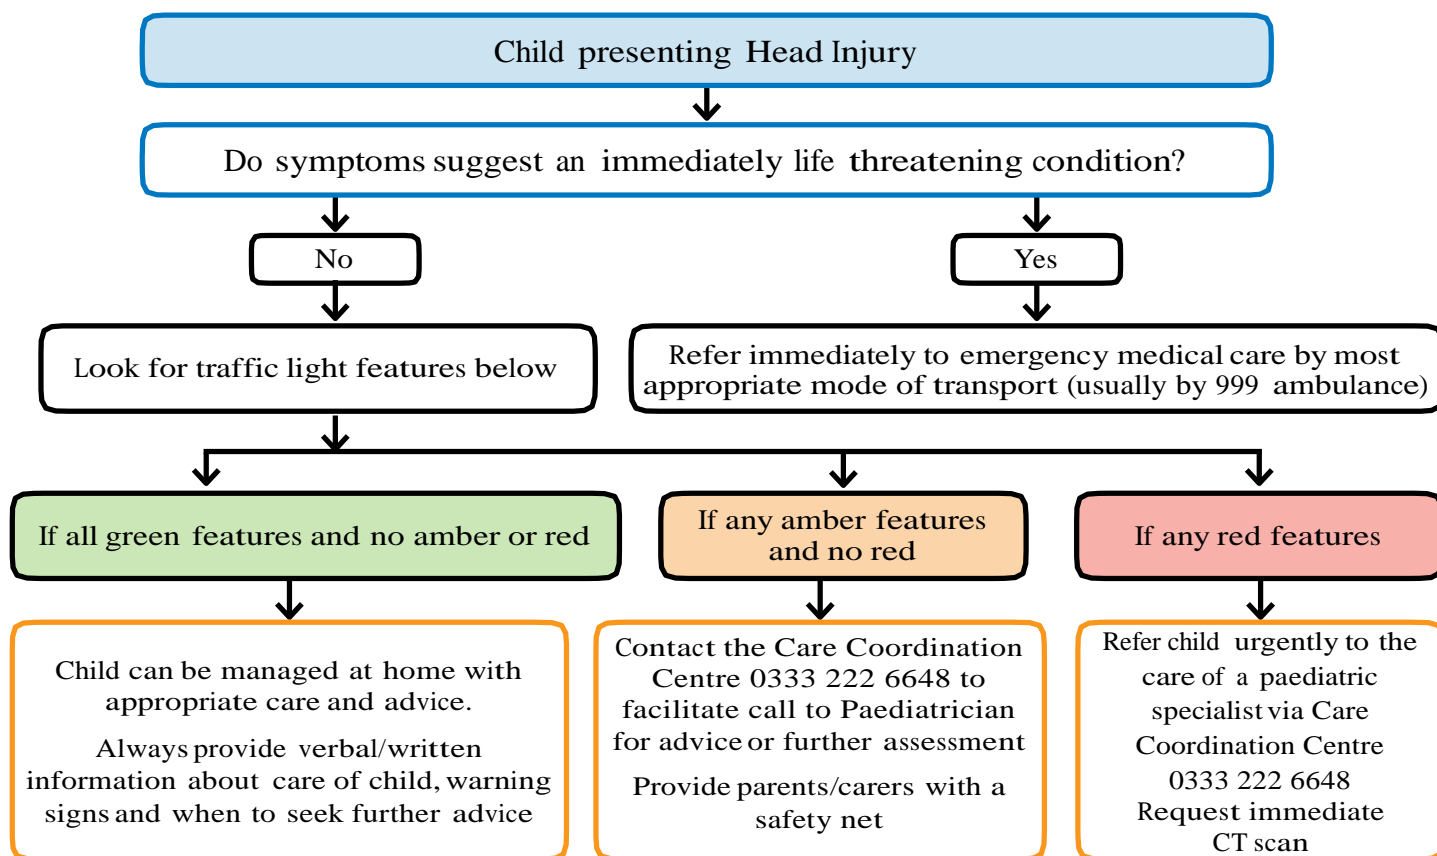 Child presenting Head Injury
Do symptoms suggest an immediately life threatening condition?
No
Yes
Look for traffic light features below
Refer immediately to emergency medical care by most
appropriate mode of transport (usually by 999 ambulance)
If all green features and no amber or red
If any amber features
and no red
If any red features
Child can be managed at home with
appropriate care and advice.
Always provide verbal/written
information about care of child, warning
signs and when to seek further advice
Contact the Care Coordination
Centre 0333 222 6648 to
facilitate call to Paediatrician
for advice or further assessment
Provide parents/carers with a
safety net
Refer child urgently to the
care of a paediatric
specialist via Care
Coordination Centre
0333 222 6648
Request immediate
CT scan